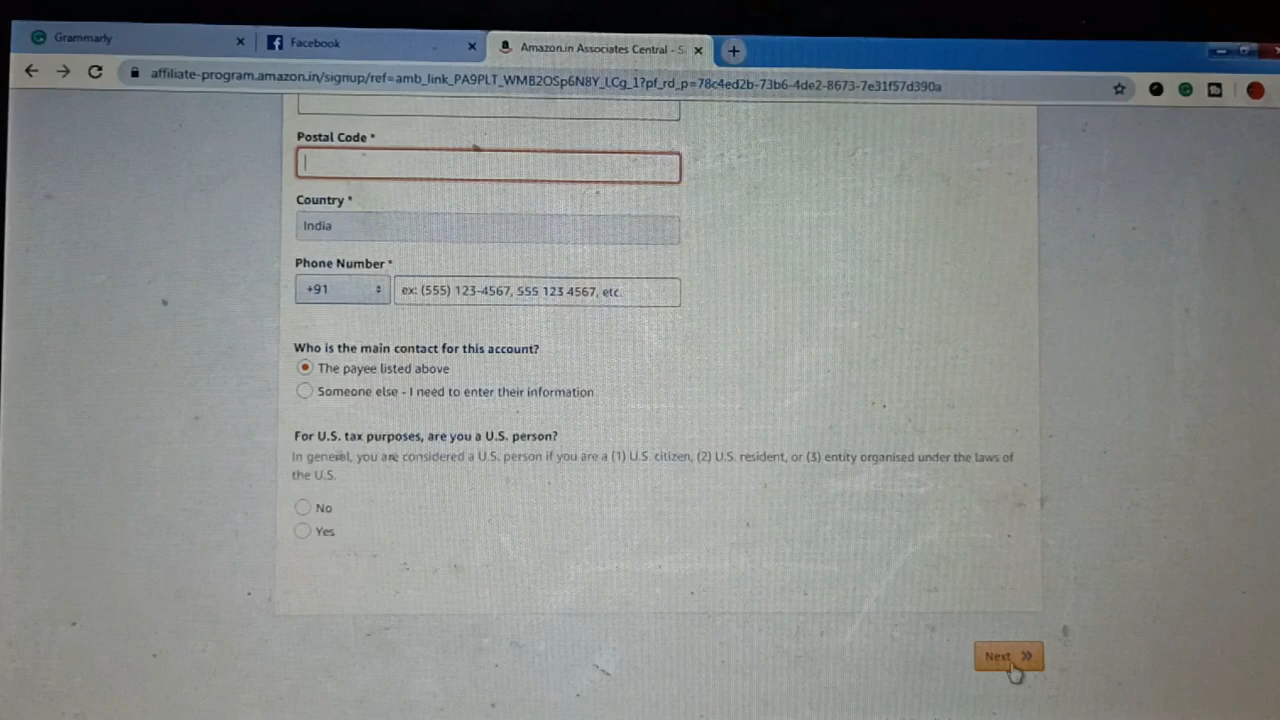 Grammarly
Facebook
Amazon.in Associates Central - S
affiliate-program.amazon.in/signup/ref=amb_link_PA9PLT_WMB2OSp6N8Y_LCg_1?pf_rd_p=78c4ed2b-73b6-4de2-8673-7e31f57d390a
Postal Code *
Country *
India
Phone Number *
+91 ex: (555) 123-4567, 555 123 4567, etc.
Who is the main contact for this account?
The payee listed above
Someone else - I need to enter their information
For U.S. tax purposes, are you a U.S. person?
In general, you are considered a U.S. person if you are a (1) U.S. citizen, (2) U.S. resident, or (3) entity organised under the laws of
the U.S.
No
Yes
Next »